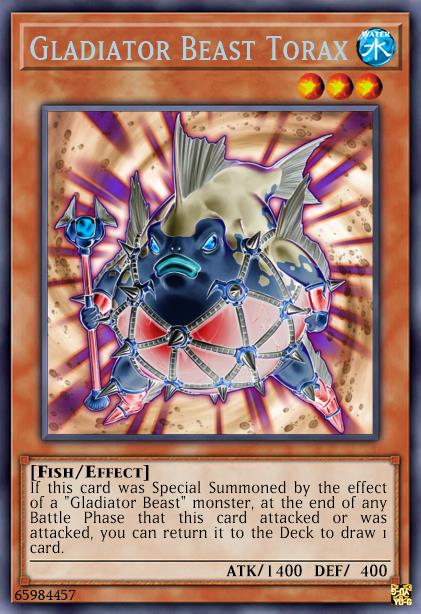 GLADIATOR BEAST TORAX
WATER
水
[FISH/EFFECT]
If this card was Special Summoned by the effect
of a "Gladiator Beast" monster, at the end of any
Battle Phase that this card attacked or was
attacked, you can return it to the Deck to draw 1
card.
ATK/1400 DEF/ 400
65984457